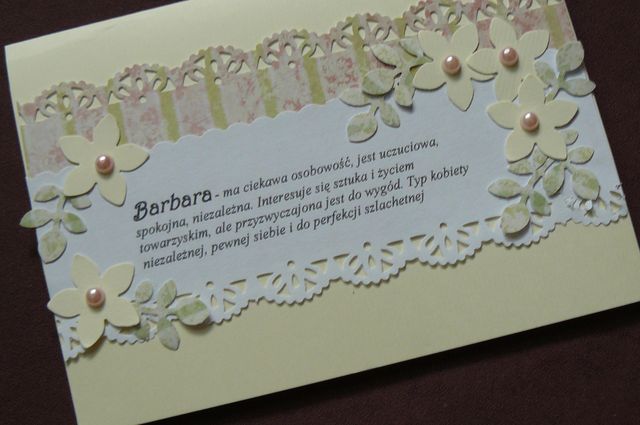 Barbara - ma ciekawa osobowość, jest uczuciowa,
spokojna, niezależna. Interesuje się sztuka i życiem
towarzyskim, ale przyzwyczajona jest do wygód. Typ kobiety
niezależnej, pewnej siebie i do perfekcji szlachetnej